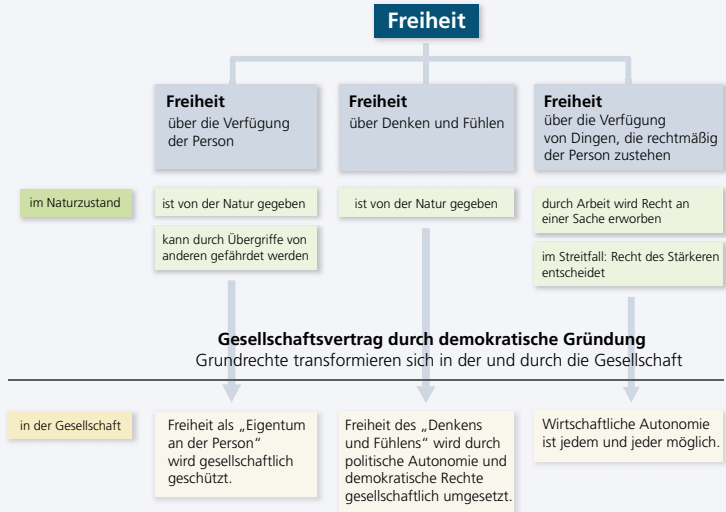 Freiheit
Freiheit
über die Verfügung
der Person
Freiheit
über Denken und Fühlen
Freiheit
über die Verfügung
von Dingen, die rechtmäßig
der Person zustehen
im Naturzustand
ist von der Natur gegeben
kann durch Übergriffe von
anderen gefährdet werden
ist von der Natur gegeben
durch Arbeit wird Recht an
einer Sache erworben
im Streitfall: Recht des Stärkeren
entscheidet
Gesellschaftsvertrag durch demokratische Gründung
Grundrechte transformieren sich in der und durch die Gesellschaft
in der Gesellschaft
Freiheit als „Eigentum
an der Person“
wird gesellschaftlich
geschützt.
Freiheit des „Denkens
und Fühlens“ wird durch
politische Autonomie und
demokratische Rechte
gesellschaftlich umgesetzt.
Wirtschaftliche Autonomie
ist jedem und jeder möglich.